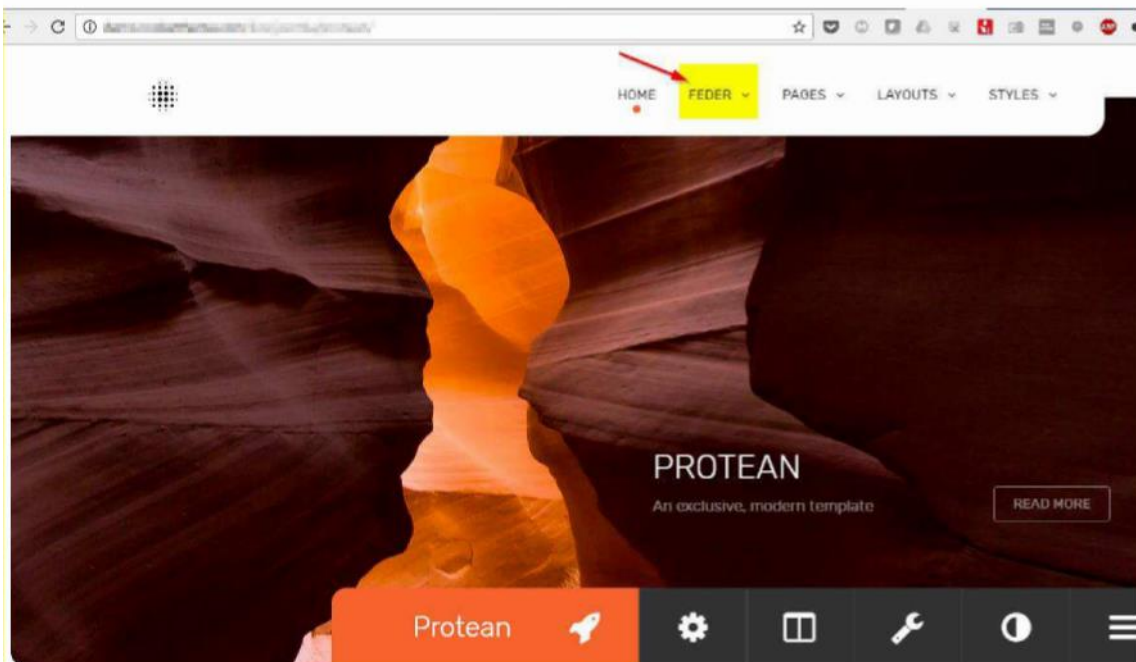 HOME FEDER PAGES LAYOUTS STYLES
PROTEAN
An exclusive, modern template
READ MORE
Protean